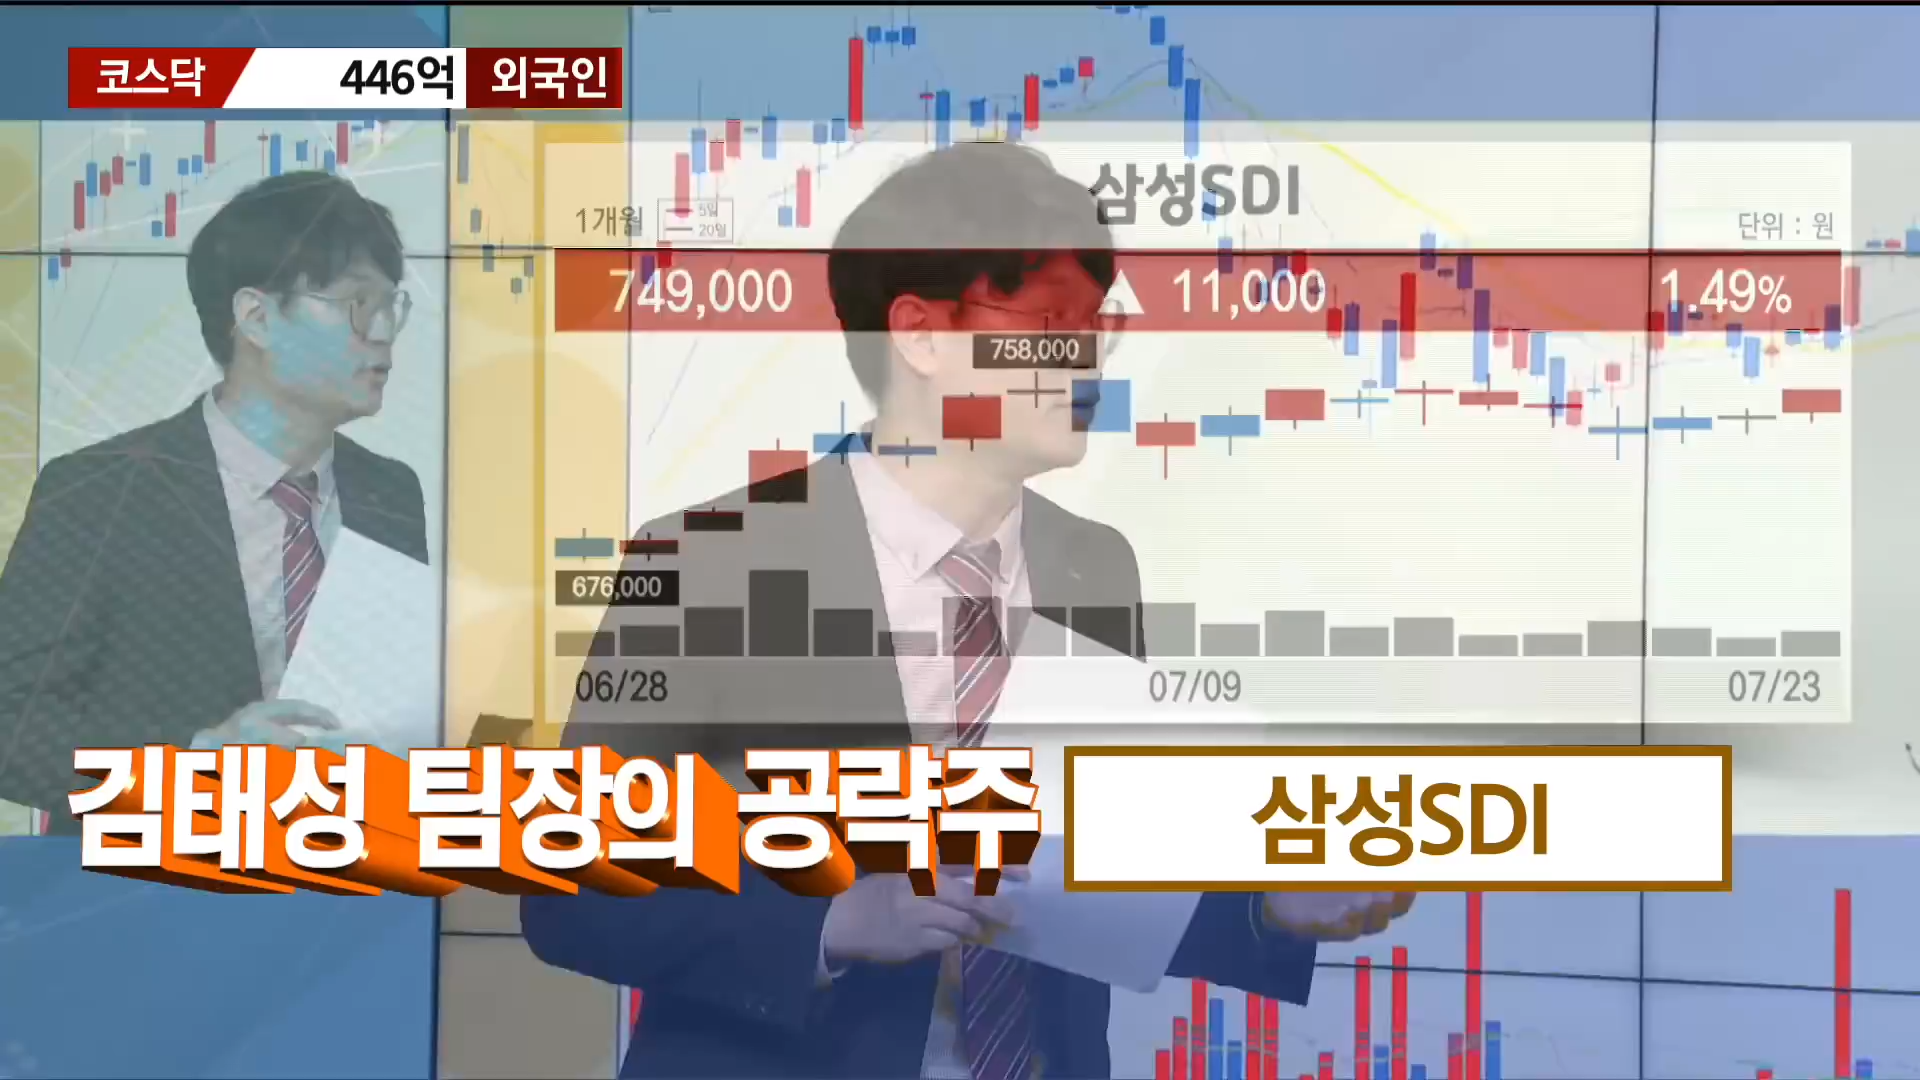 코스닥 446억 외국인
삼성SDI
1개월 5일
20일
단위 : 원
749,000 ▲ 11,000 1.49%
758,000
676,000
06/28 07/09 07/23
김태성 팀장의 공략주 삼성SDI